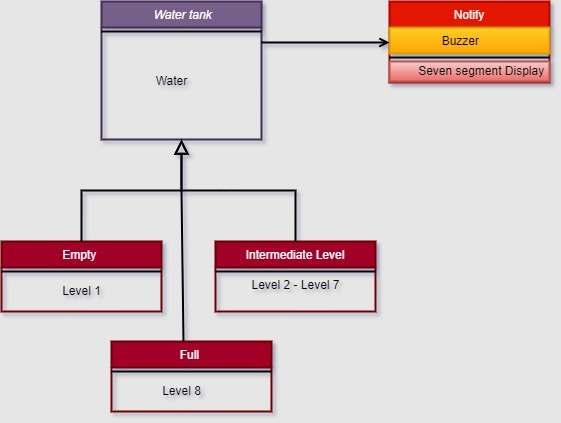 Water tank
Water
Notify
Buzzer
Seven segment Display
Empty
Level 1
Intermediate Level
Level 2 - Level 7
Full
Level 8